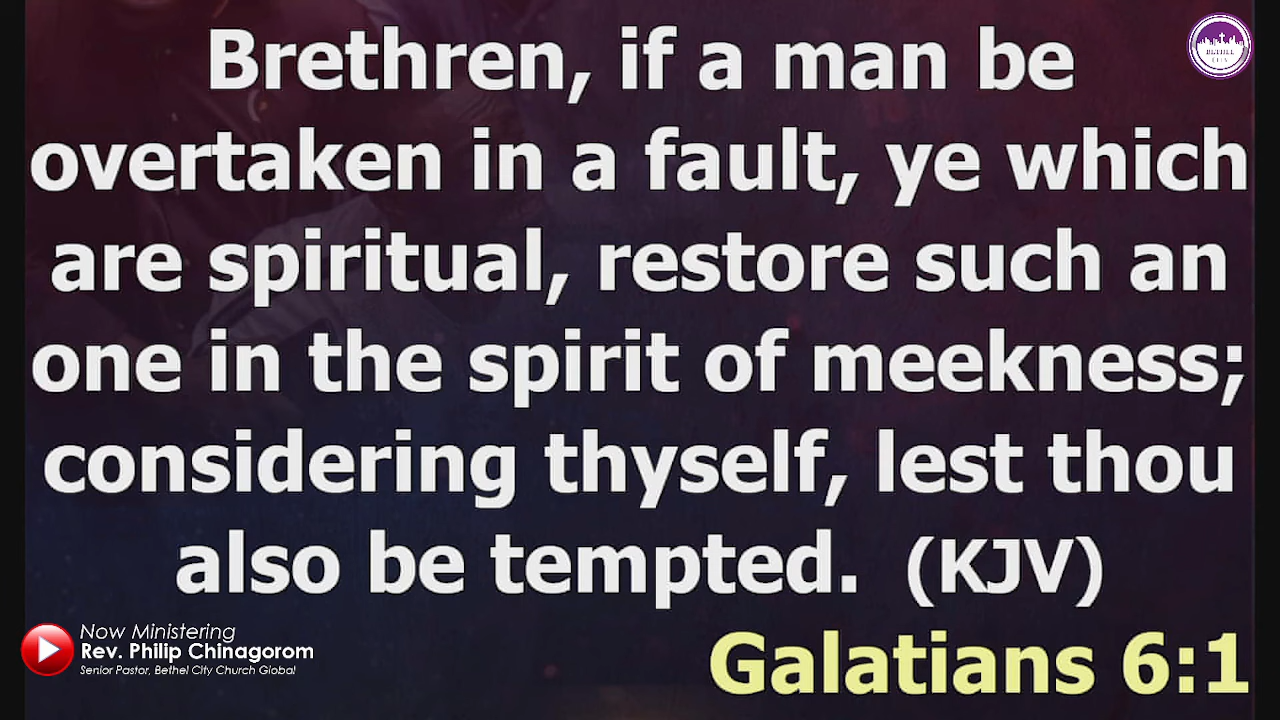 Brethren, if a man be
overtaken in a fault, ye which
are spiritual, restore such an
one in the spirit of meekness;
considering thyself, lest thou
also be tempted.  (KJV)
Galatians 6:1
Now Ministering
Rev. Philip Chinagorom
Senior Pastor, Bethel City Church Global
BETHEL
CITY